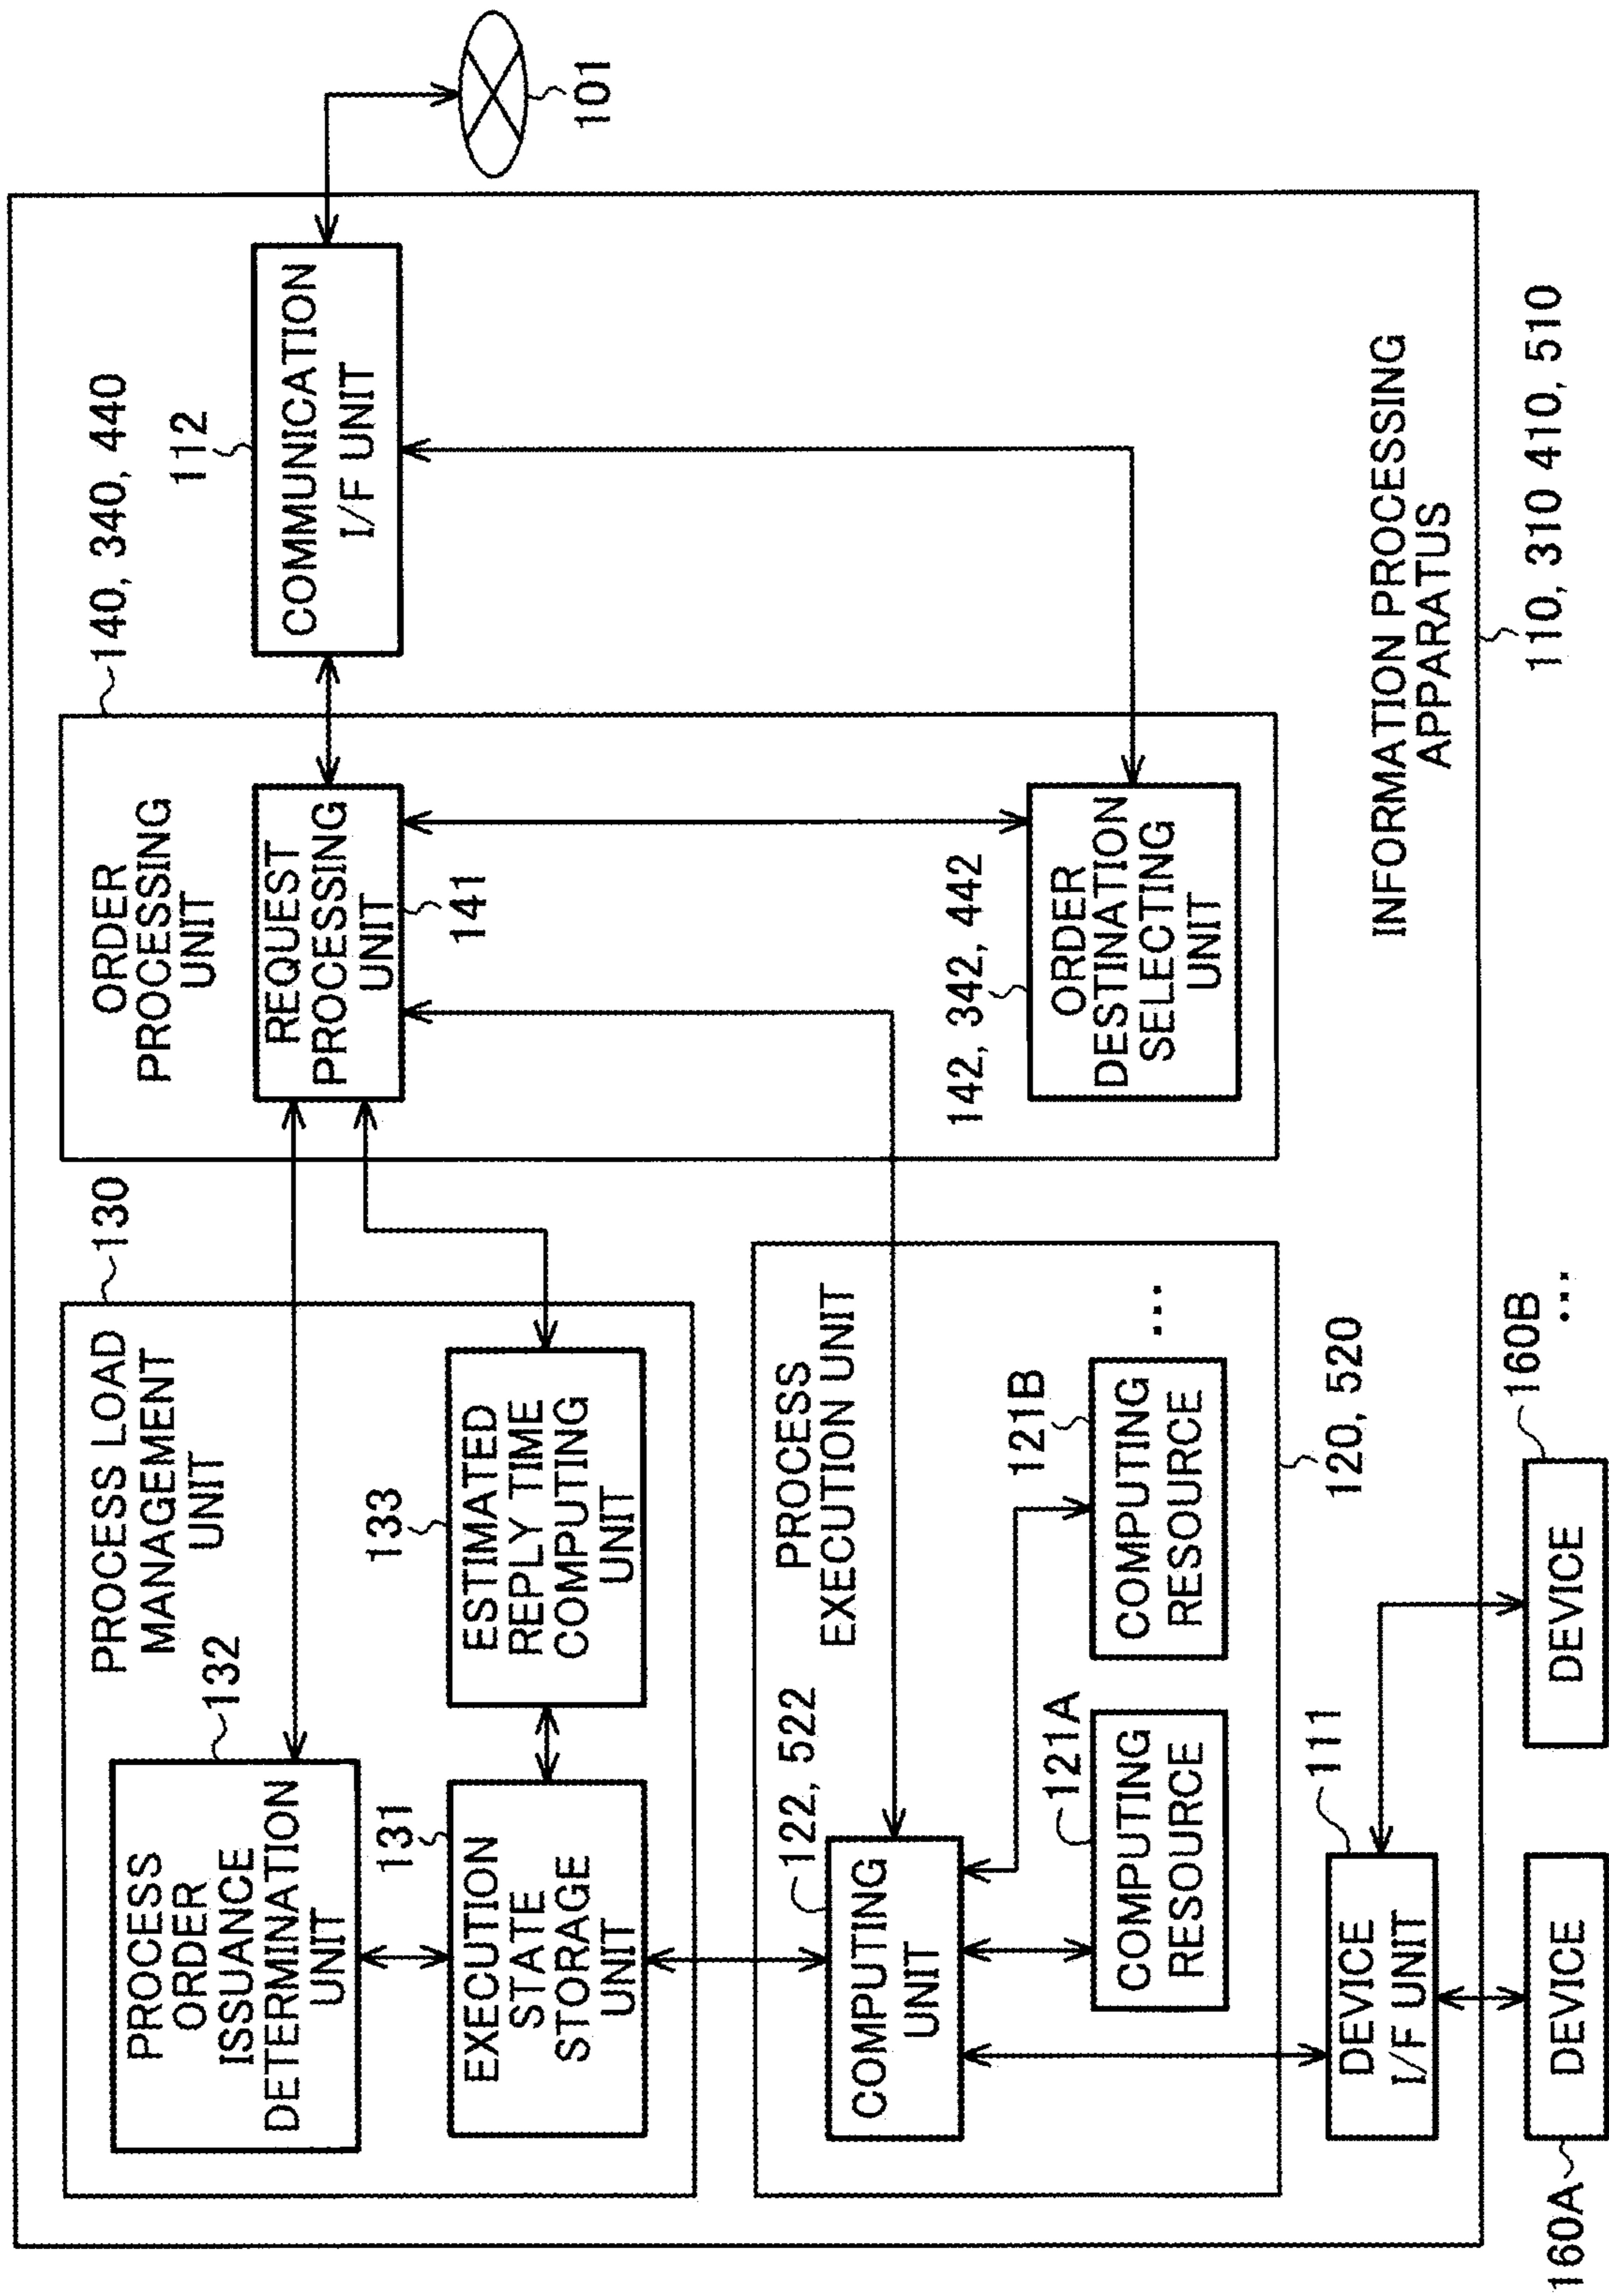 110, 310 410, 510
INFORMATION PROCESSING
APPARATUS
130
PROCESS LOAD
MANAGEMENT
UNIT
132
PROCESS
ORDER
ISSUANCE
DETERMINATION
UNIT
131
EXECUTION
STATE
STORAGE
UNIT
133
ESTIMATED
REPLY TIME
COMPUTING
UNIT
140, 340, 440
ORDER
PROCESSING
UNIT
REQUEST
PROCESSING
UNIT
141
142, 342, 442
ORDER
DESTINATION
SELECTING
UNIT
112
COMMUNICATION
I/F UNIT
101
PROCESS
EXECUTION UNIT
120, 520
122, 522
COMPUTING
UNIT
121A
COMPUTING
RESOURCE
121B
COMPUTING
RESOURCE
...
111
DEVICE
I/F UNIT
160A
DEVICE
160B
DEVICE
...